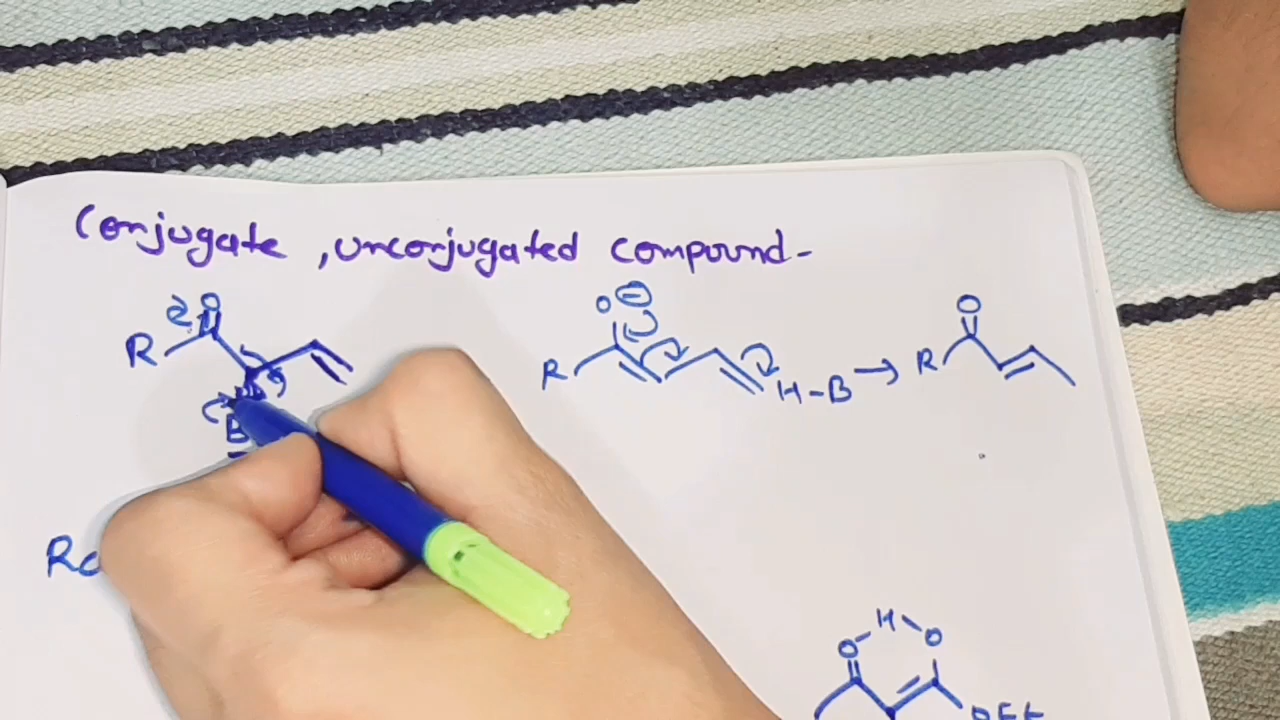 Conjugate, unconjugated compound-
O O ⊖ O
R R H-B → R
B
H O
O
OEt